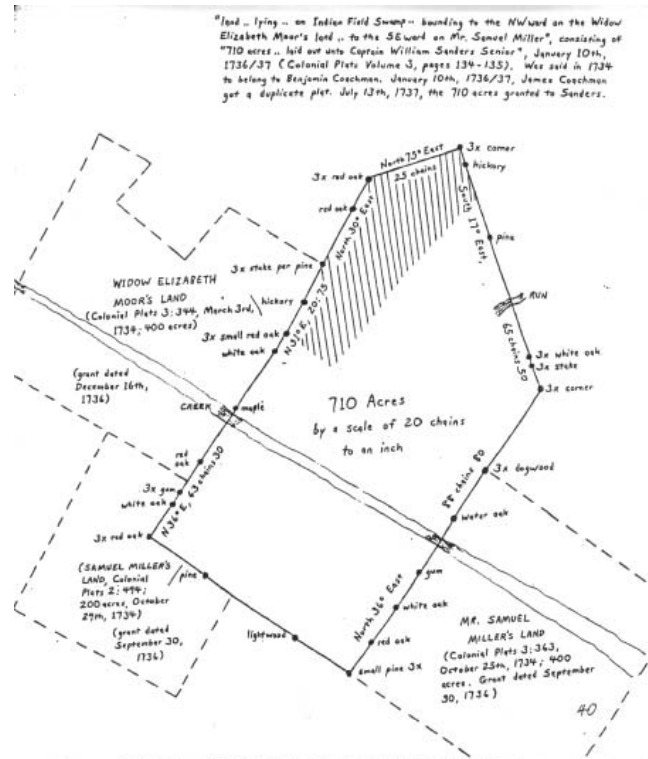 "land .. lying .. on Indian Field Swamp .. bounding to the NWward on the Widow
Elizabeth Moor's land .. to the SEward on Mr. Samuel Miller", consisting of
"710 acres .. laid out unto Captain William Sanders Senior", January 10th,
1736/37 (Colonial Plats Volume 3, pages 134-135). Was said in 1734
to belong to Benjamin Coachman. January 10th, 1736/37, James Coachman
got a duplicate plat. July 13th, 1737, the 710 acres granted to Sanders.
North 75° East
25 chains
3x corner
hickory
3x red oak
red oak
North 30° East
South 17° East,
pine
3x stake per pine
WIDOW ELIZABETH
MOOR'S LAND
(Colonial Plats 3:344, March 3rd,
1734; 400 acres)
hickory
N31°E, 20:75
RUN
65 chains 50
3x small red oak
white oak
3x white oak
3x stake
3x corner
(grant dated
December 16th,
1736)
CREEK
maple
710 Acres
by a scale of 20 chains
to an inch
red
oak
3x gum
white oak
N36°E, 63 chains 30
3x dogwood
88 chains 80
water oak
3x red oak
(SAMUEL MILLER'S
LAND, Colonial
Plats 2:494;
200 acres, October
29th, 1734)
(grant dated
September 30,
1736)
pine
gum
North 36° East
white oak
lightwood
red oak
small pine 3x
MR. SAMUEL
MILLER'S LAND
(Colonial Plats 3:363,
October 25th, 1734; 400
acres. Grant dated September
30, 1736)
40